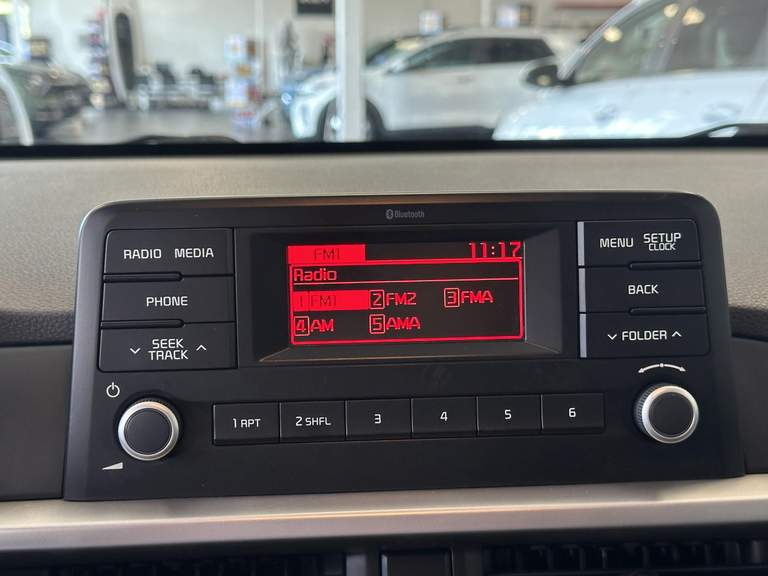 Bluetooth
RADIO MEDIA
PHONE
SEEK
TRACK
FM1 11:17
Radio
1 FM1 2 FM2 3 FMA
4 AM 5 AMA
MENU SETUP
CLOCK
BACK
FOLDER
1 RPT 2 SHFL 3 4 5 6